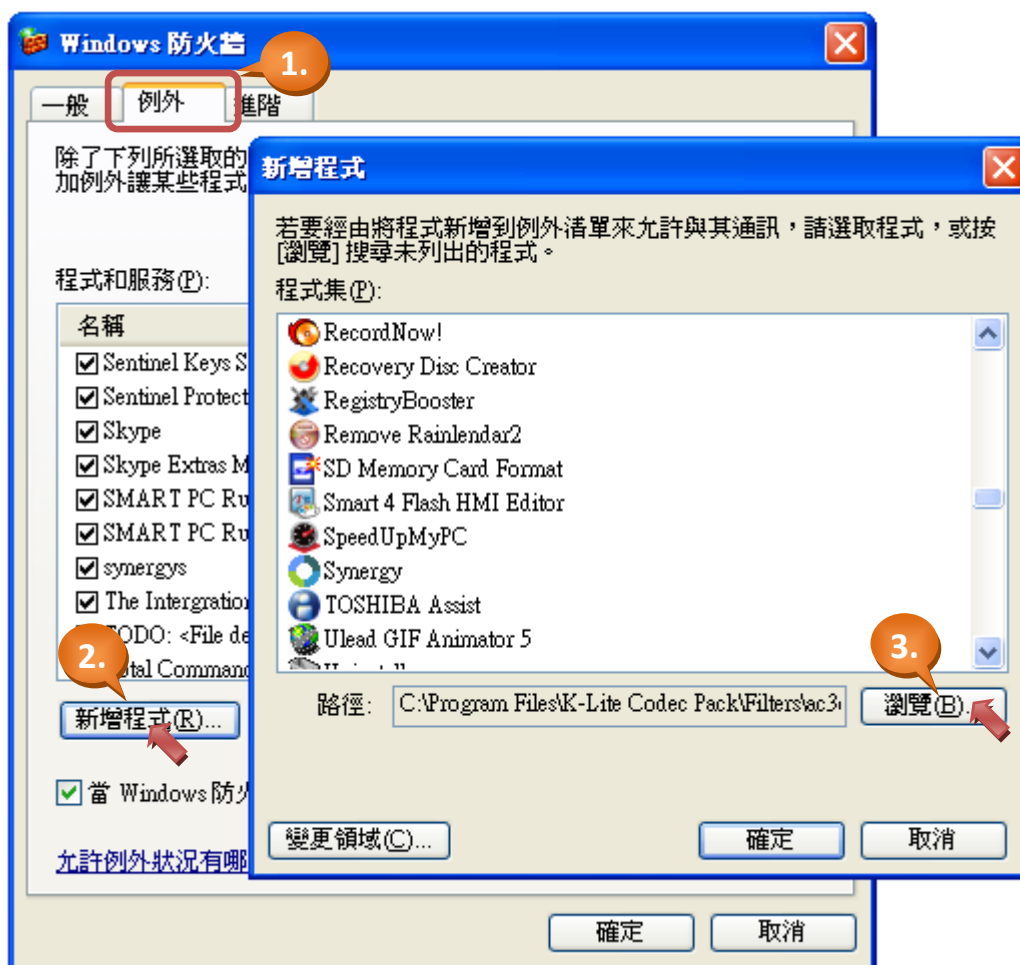 Windows 防火牆
1.
一般
例外
進階
除了下列所選取的
加例外讓某些程式
程式和服務(P):
名稱
Sentinel Keys S
Sentinel Protect
Skype
Skype Extras M
SMART PC Ru
SMART PC Ru
synergys
The Intergration
TODO: <File de
Total Command
2.
新增程式(R)...
當 Windows 防火
允許例外狀況有哪
確定
取消
新增程式
若要經由將程式新增到例外清單來允許與其通訊,請選取程式,或按
[瀏覽] 搜尋未列出的程式。
程式集(P):
RecordNow!
Recovery Disc Creator
RegistryBooster
Remove Rainlendar2
SD Memory Card Format
Smart 4 Flash HMI Editor
SpeedUpMyPC
Synergy
TOSHIBA Assist
Ulead GIF Animator 5
3.
路徑:
C:\Program Files\K-Lite Codec Pack\Filters\ac3
瀏覽(B)...
變更領域(C)...
確定
取消